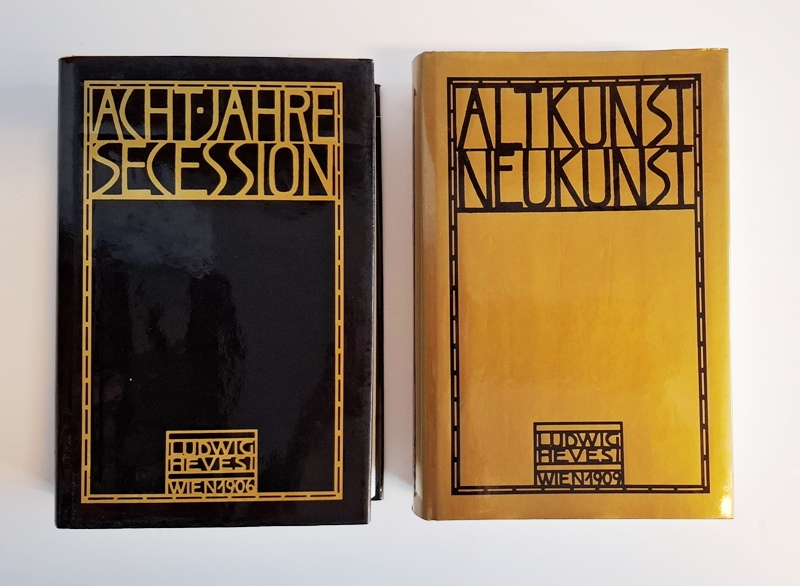 ACHT·JAHRE
SECESSION
LUDWIG
HEVESI
WIEN·1906
ALTKUNST
NEUKUNST
LUDWIG
HEVESI
WIEN·1909